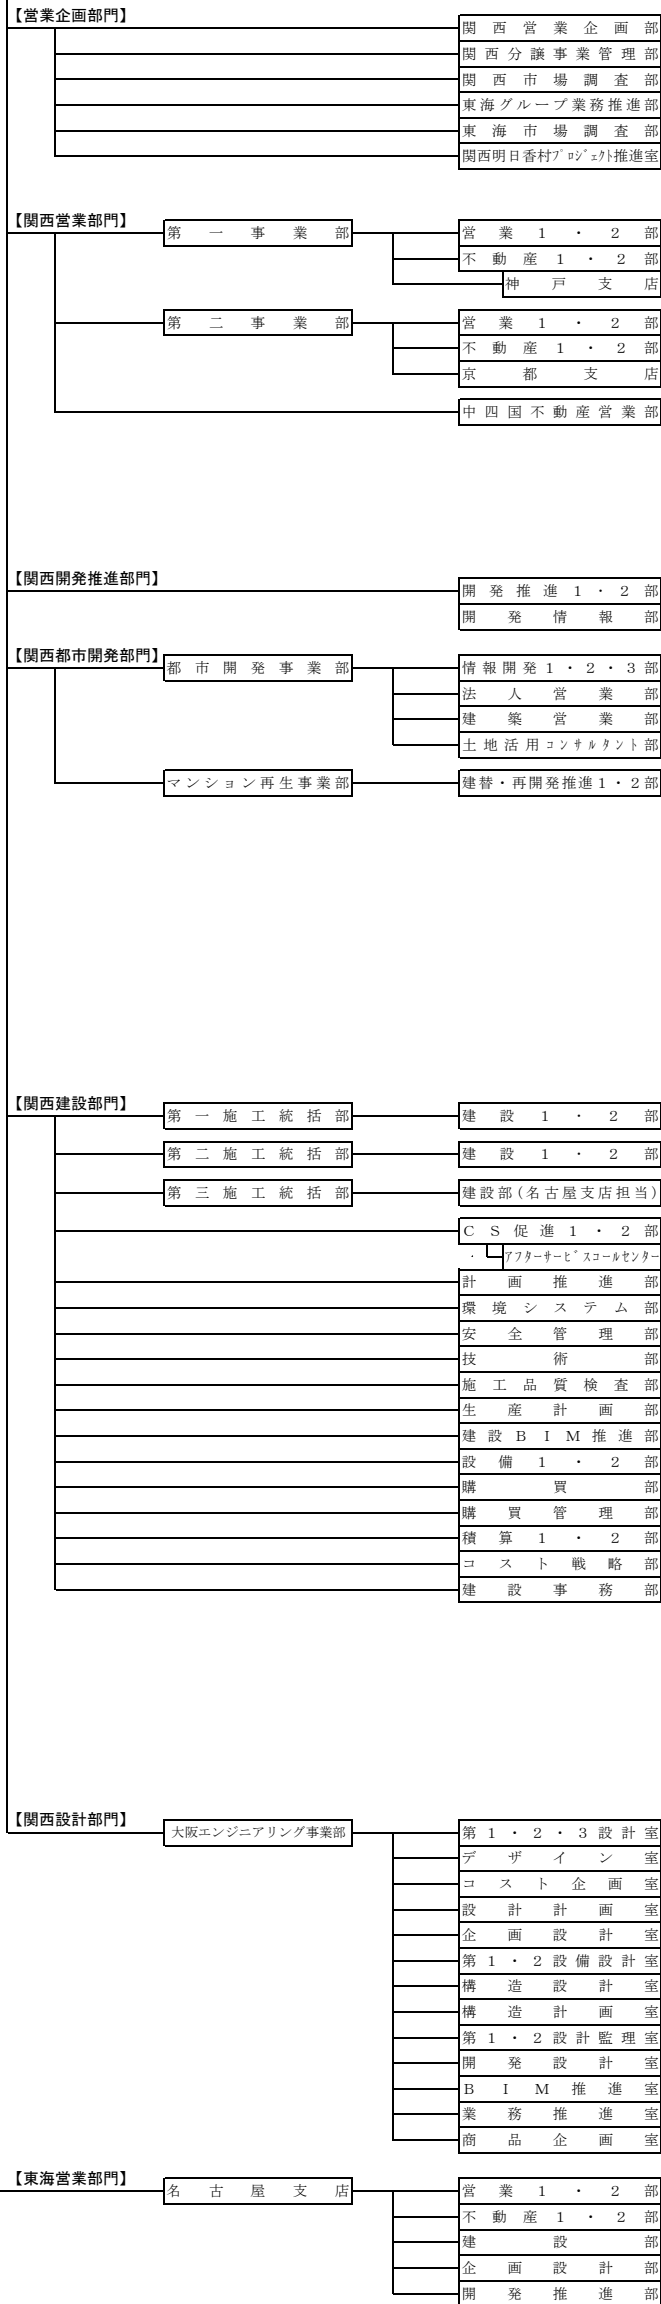 【営業企画部門】
関西営業企画部
関西分譲事業管理部
関西市場調査部
東海グループ業務推進部
東海市場調査部
関西明日香村ﾌﾟﾛｼﾞｪｸﾄ推進室
【関西営業部門】
第一事業部
営業1・2部
不動産1・2部
神戸支店
第二事業部
営業1・2部
不動産1・2部
京都支店
中四国不動産営業部
【関西開発推進部門】
開発推進1・2部
開発情報部
【関西都市開発部門】
都市開発事業部
情報開発1・2・3部
法人営業部
建築営業部
土地活用ｺﾝｻﾙﾀﾝﾄ部
マンション再生事業部
建替・再開発推進1・2部
【関西建設部門】
第一施工統括部
建設1・2部
第二施工統括部
建設1・2部
第三施工統括部
建設部(名古屋支店担当)
CS促進1・2部
ｱﾌﾀｰｻｰﾋﾞｽｺｰﾙｾﾝﾀｰ
計画推進部
環境システム部
安全管理部
技術部
施工品質検査部
生産計画部
建設BIM推進部
設備1・2部
購買部
購買管理部
積算1・2部
コスト戦略部
建設事務部
【関西設計部門】
大阪エンジニアリング事業部
第1・2・3設計室
デザイン室
コスト企画室
設計計画室
企画設計室
第1・2設備設計室
構造設計室
構造計画室
第1・2設計監理室
開発設計室
BIM推進室
業務推進室
商品企画室
【東海営業部門】
名古屋支店
営業1・2部
不動産1・2部
建設部
企画設計部
開発推進部